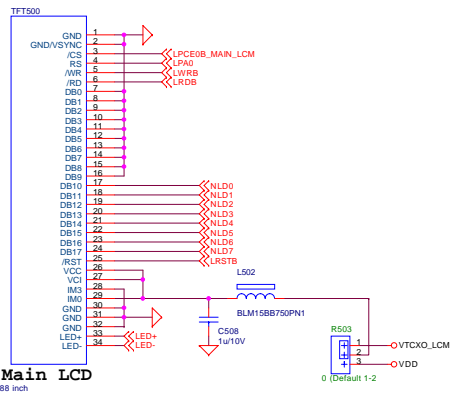 TFT500
GND 1
GND/VSYNC 2
/CS 3 LPCE0B_MAIN_LCM
RS 4 LPA0
/WR 5 LWRB
/RD 6 LRDB
DB0 7
DB1 8
DB2 9
DB3 10
DB4 11
DB5 12
DB6 13
DB7 14
DB8 15
DB9 16
DB10 17 NLD0
DB11 18 NLD1
DB12 19 NLD2
DB13 20 NLD3
DB14 21 NLD4
DB15 22 NLD5
DB16 23 NLD6
DB17 24 NLD7
/RST 25 LRSTB
VCC 26
VCI 27
IM3 28
IM0 29
GND 30
GND 31
GND 32
LED+ 33 LED+
LED- 34 LED-
L502
BLM15BB750PN1
C508
1u/10V
R503
1 VTCXO_LCM
2
3 VDD
0 (Default 1-2
Main LCD
88 inch